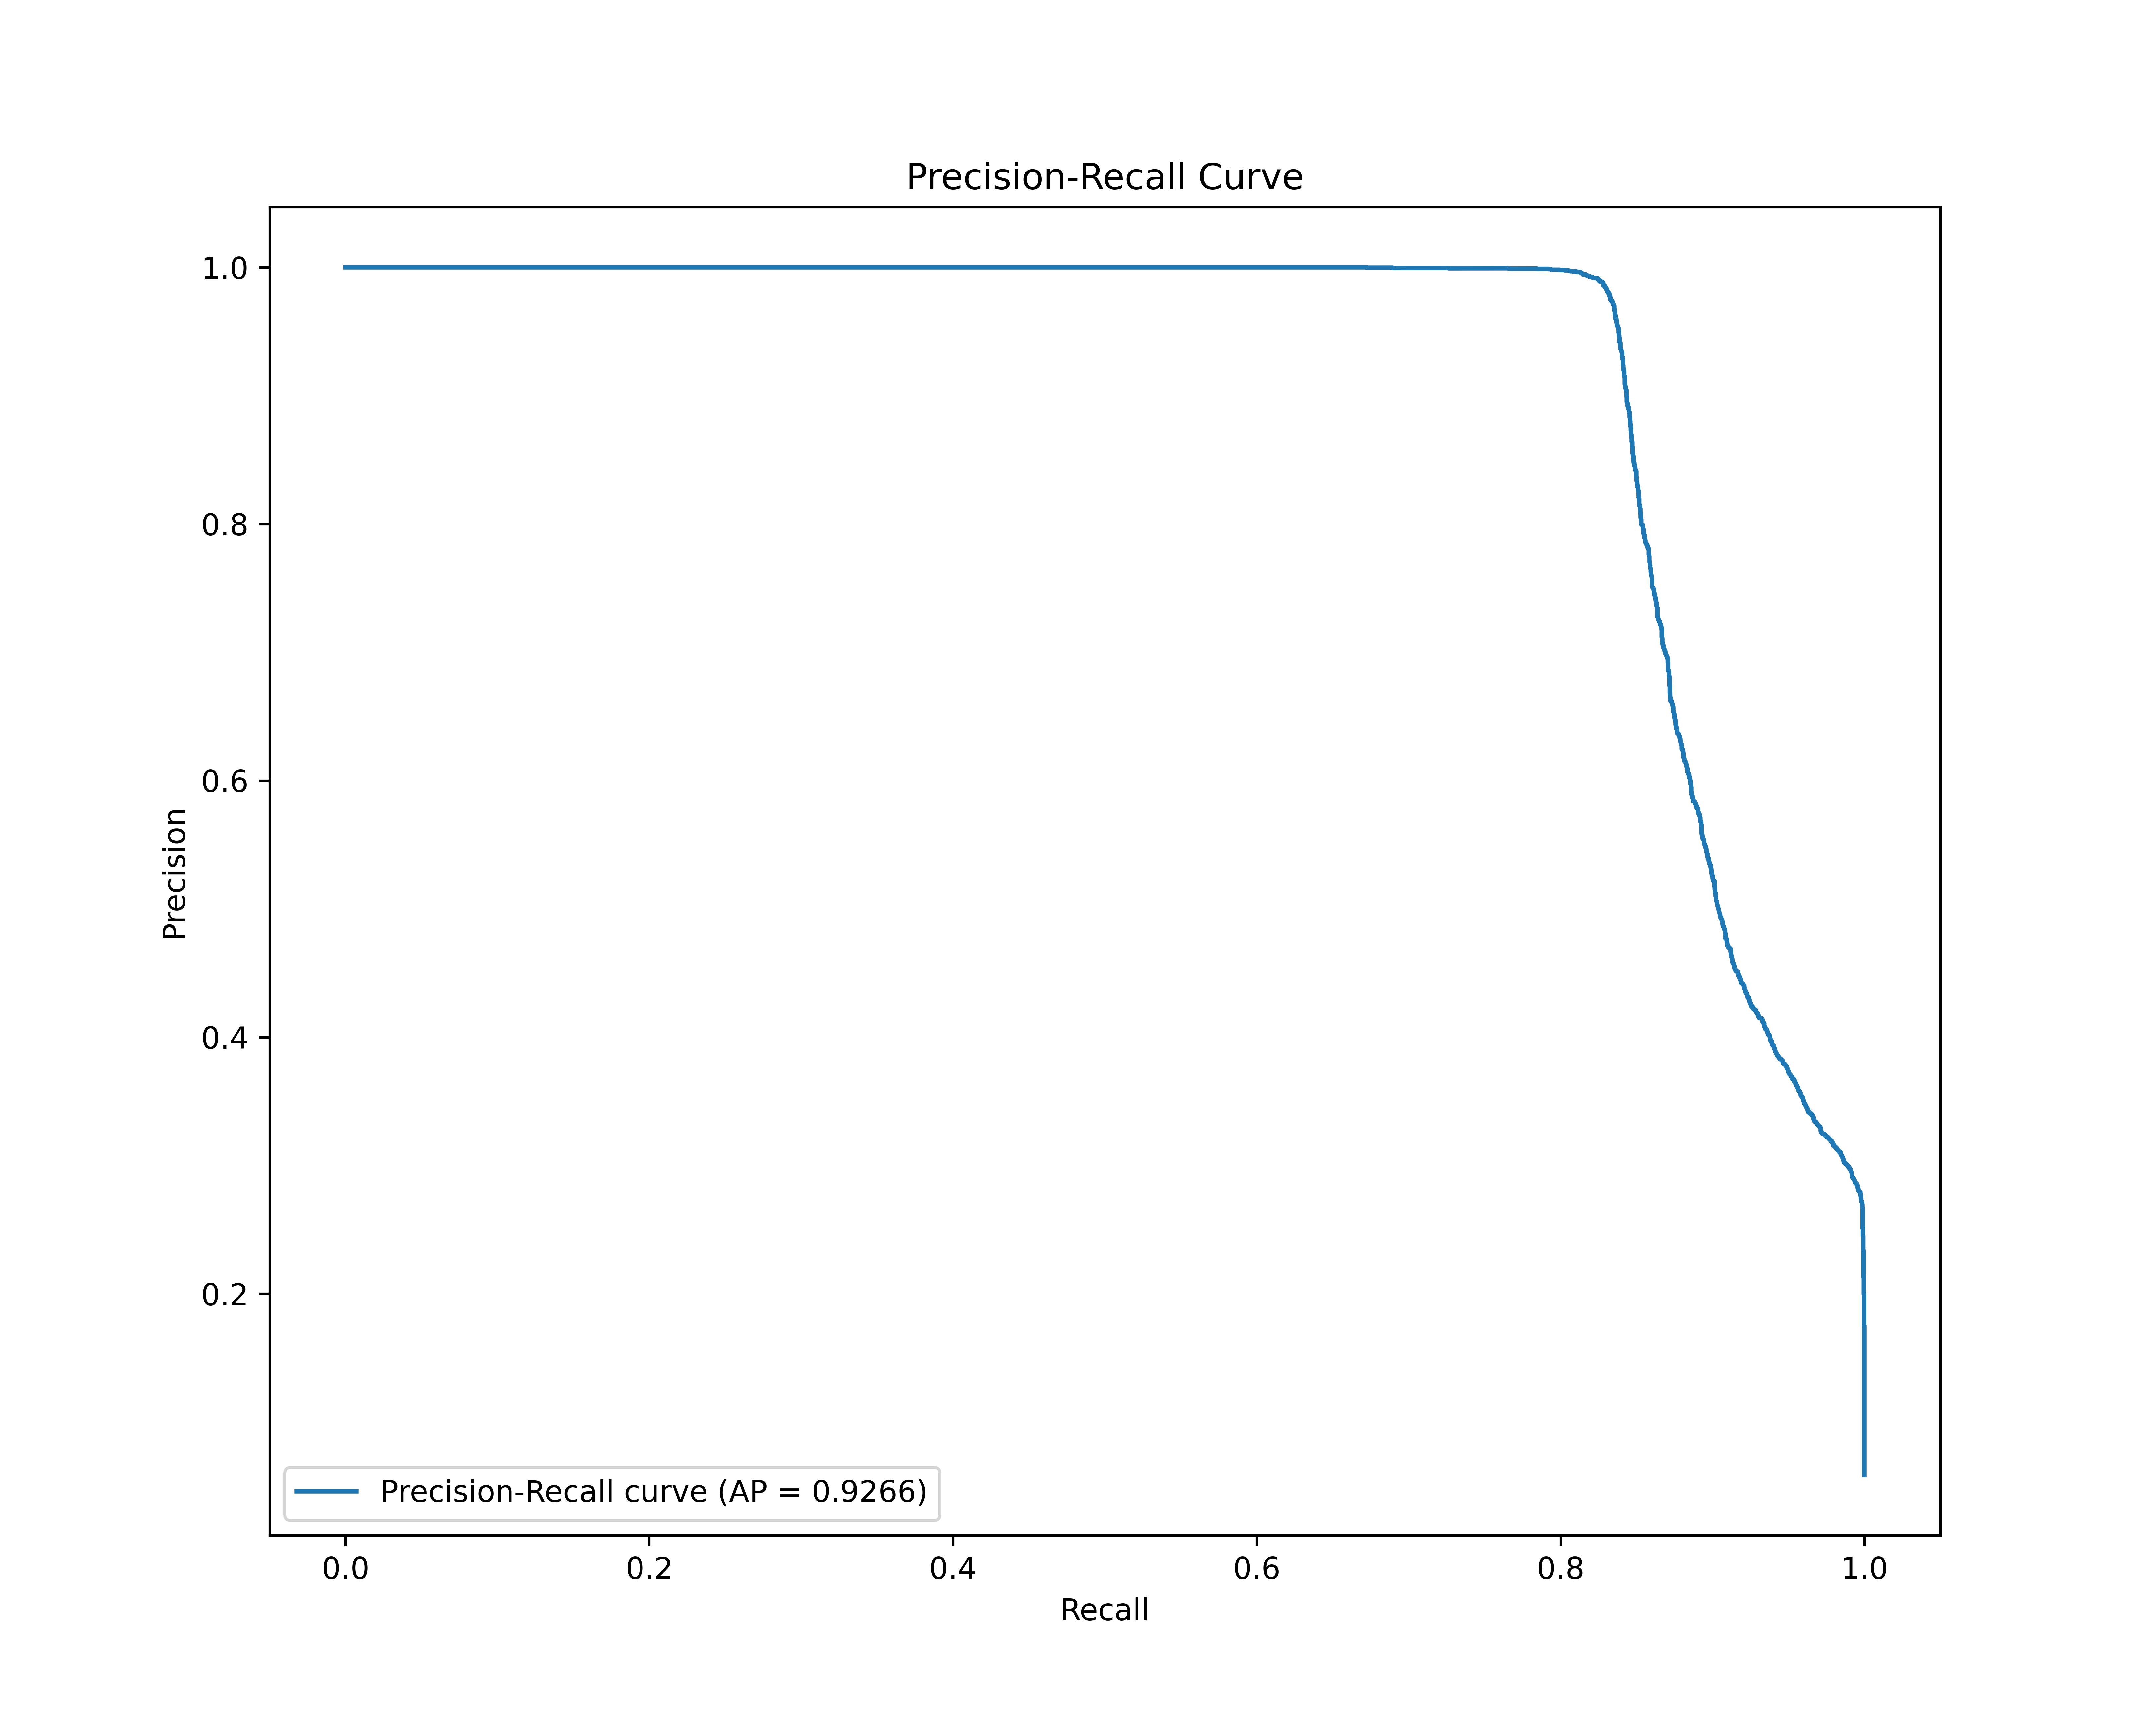 Precision-Recall Curve
1.0
0.8
0.6
0.4
0.2
Precision
Precision-Recall curve (AP = 0.9266)
0.0 0.2 0.4 0.6 0.8 1.0
Recall